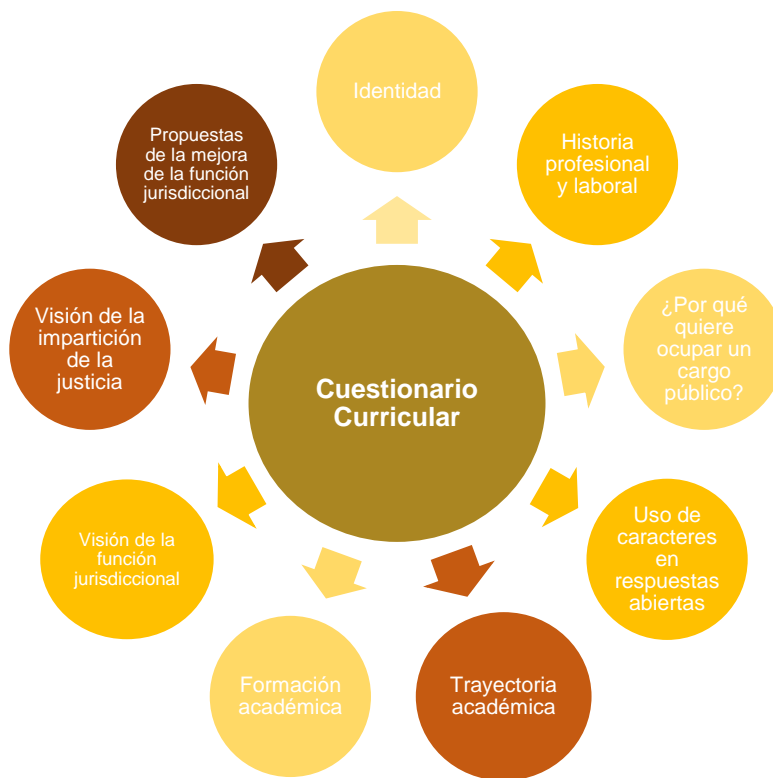 Identidad
Historia
profesional
y laboral
¿Por qué
quiere
ocupar un
cargo
público?
Uso de
caracteres
en
respuestas
abiertas
Trayectoria
académica
Formación
académica
Visión de la
función
jurisdiccional
Visión de la
impartición
de la
justicia
Propuestas
de la mejora
de la función
jurisdiccional
Cuestionario
Curricular